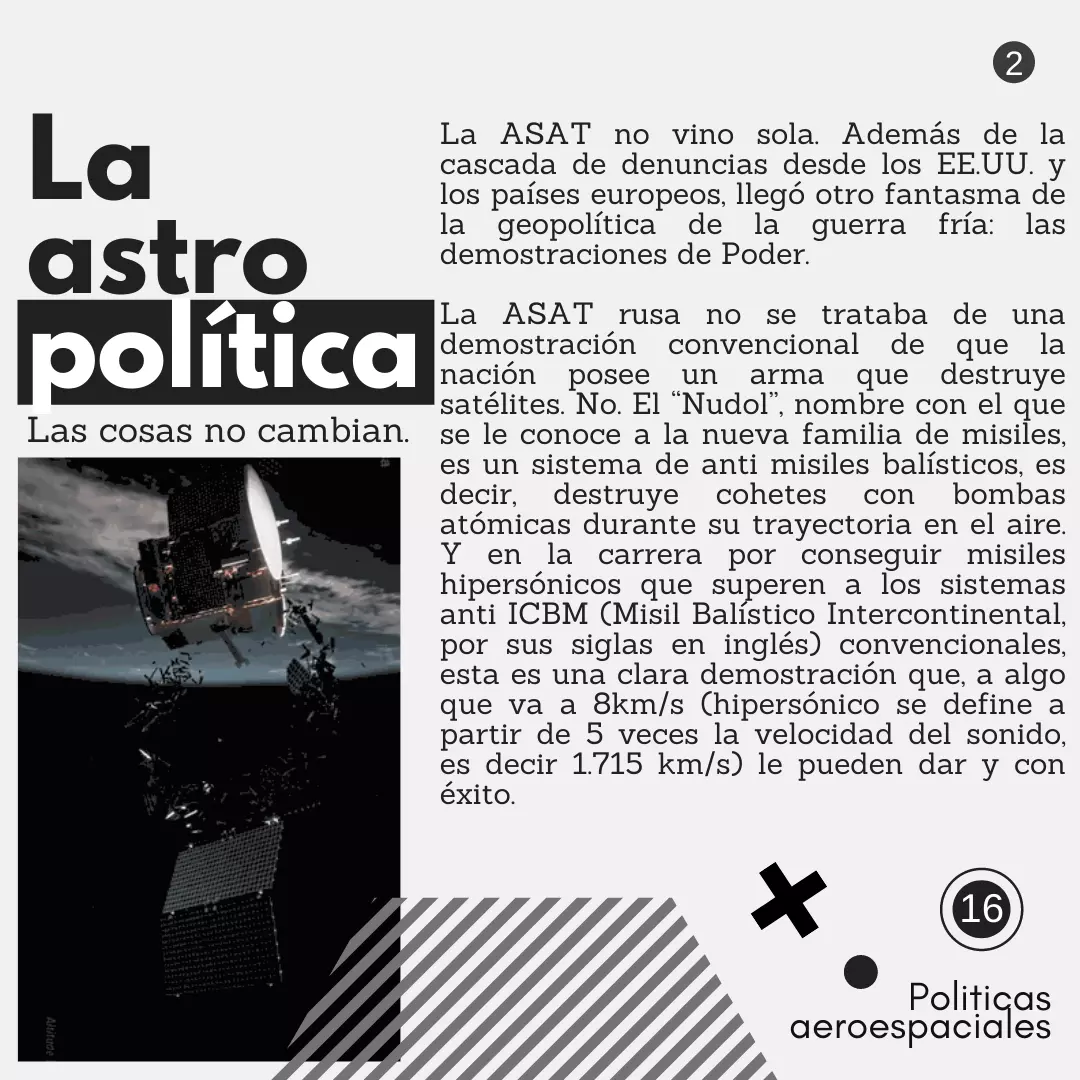 2
La
astro
política
Las cosas no cambian.
La ASAT no vino sola. Además de la
cascada de denuncias desde los EE.UU. y
los países europeos, llegó otro fantasma de
la geopolítica de la guerra fría: las
demostraciones de Poder.
La ASAT rusa no se trataba de una
demostración convencional de que la
nación posee un arma que destruye
satélites. No. El “Nudol”, nombre con el que
se le conoce a la nueva familia de misiles,
es un sistema de anti misiles balísticos, es
decir, destruye cohetes con bombas
atómicas durante su trayectoria en el aire.
Y en la carrera por conseguir misiles
hipersónicos que superen a los sistemas
anti ICBM (Misil Balístico Intercontinental,
por sus siglas en inglés) convencionales,
esta es una clara demostración que, a algo
que va a 8km/s (hipersónico se define a
partir de 5 veces la velocidad del sonido,
es decir 1.715 km/s) le pueden dar y con
éxito.
Altitude
16
Politicas
aeroespaciales